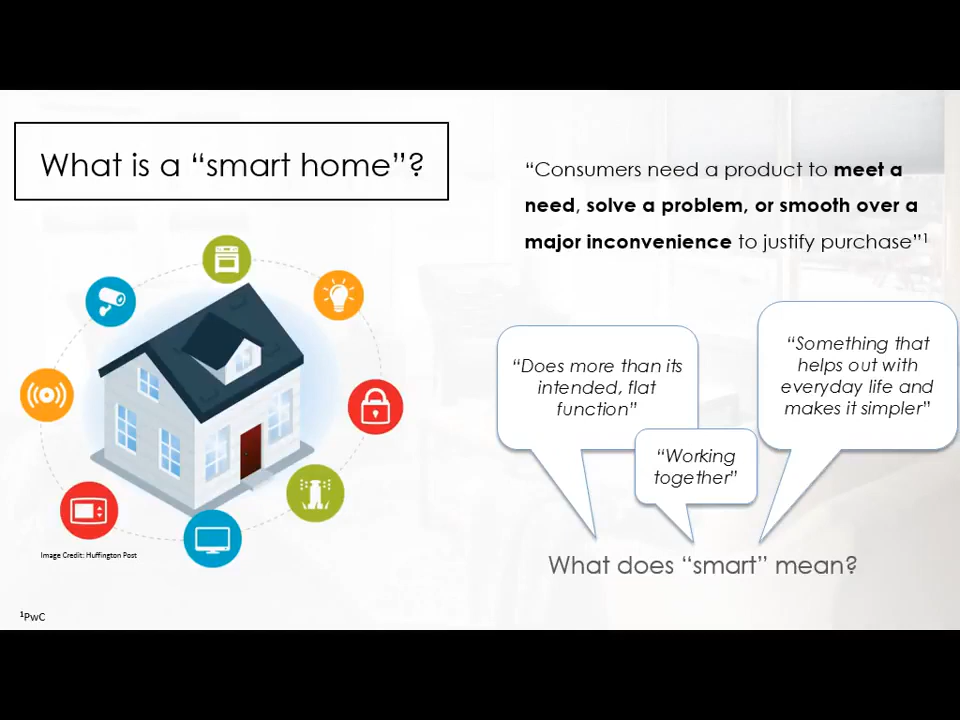 What is a “smart home”?
“Consumers need a product to meet a
need, solve a problem, or smooth over a
major inconvenience to justify purchase”¹
“Does more than its
intended, flat
function”
“Something that
helps out with
everyday life and
makes it simpler”
“Working
together”
What does “smart” mean?
Image Credit: Huffington Post
¹PwC